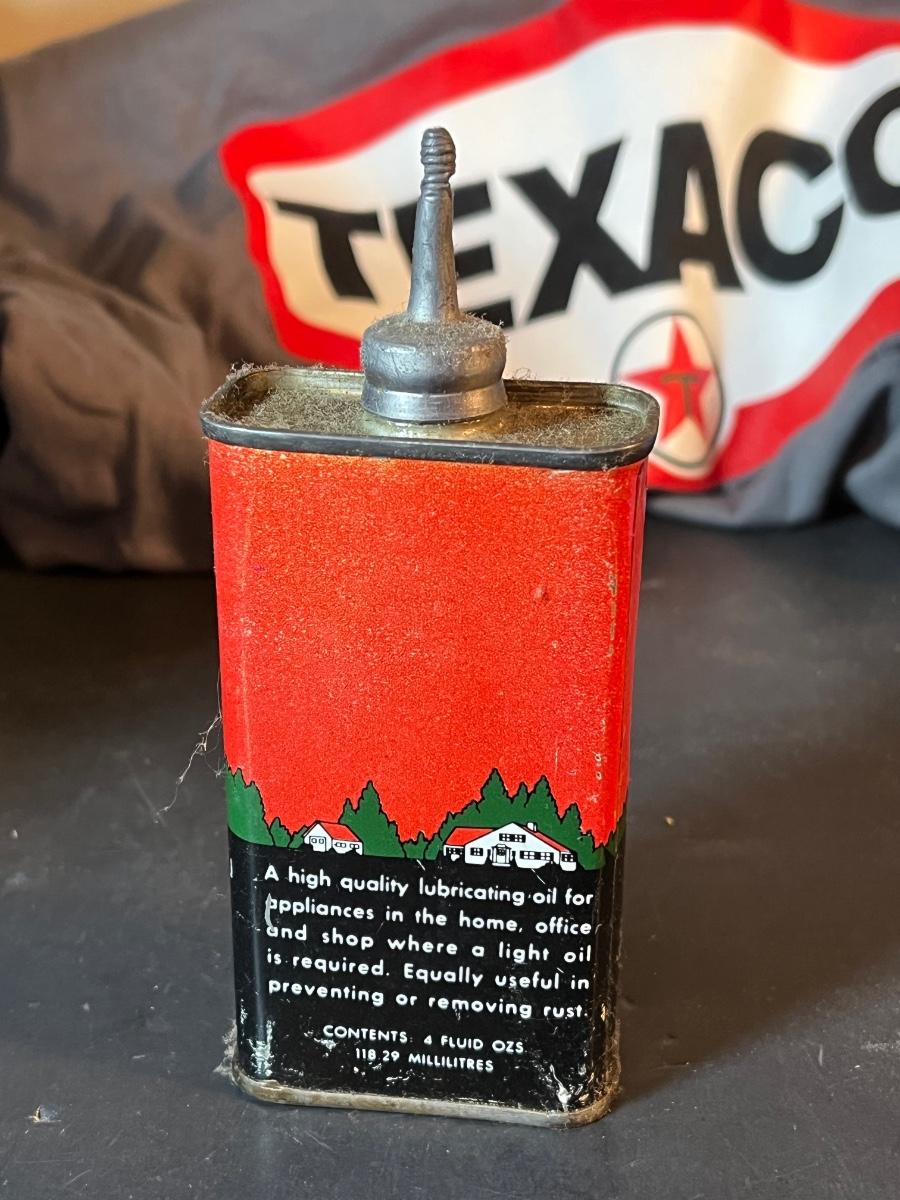 TEXACO
T
A high quality lubricating oil for
appliances in the home, office
and shop where a light oil
is required. Equally useful in
preventing or removing rust.
CONTENTS: 4 FLUID OZS.
118.29 MILLILITRES